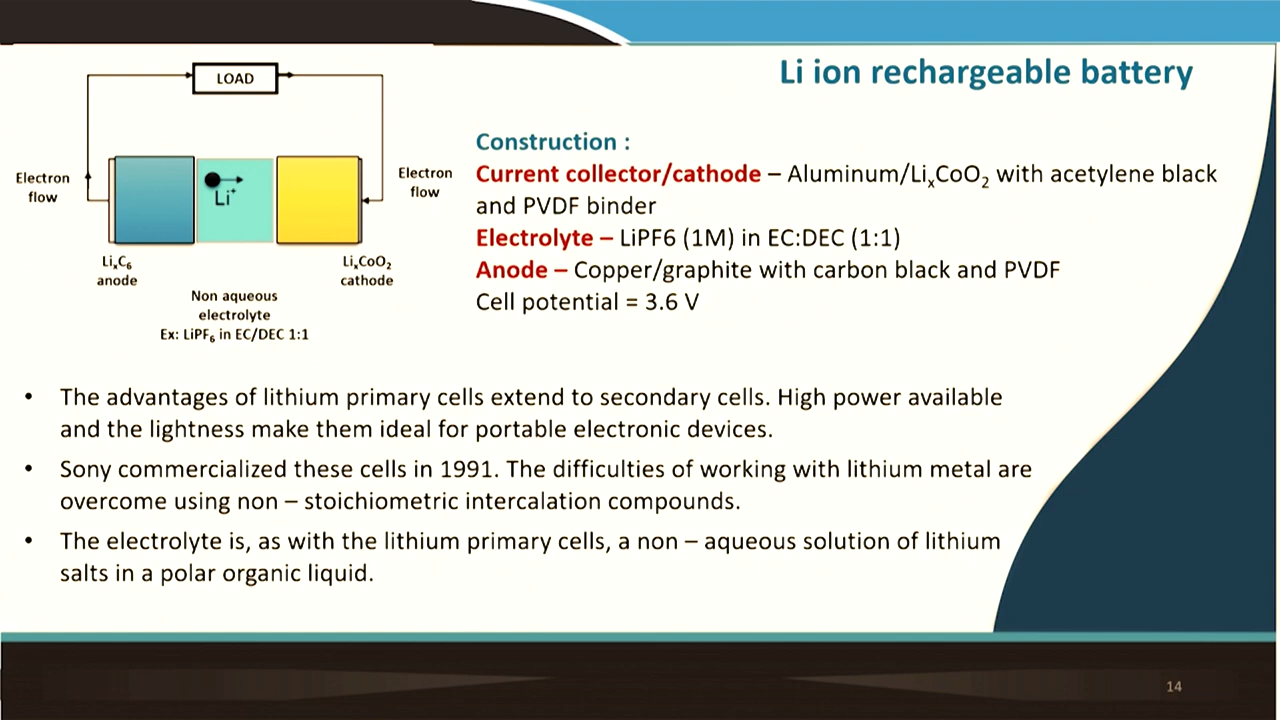 Li ion rechargeable battery
LOAD
Electron
flow
Li⁺
Electron
flow
LiₓC₆
anode
LiₓCoO₂
cathode
Non aqueous
electrolyte
Ex: LiPF₆ in EC/DEC 1:1
Construction :
Current collector/cathode – Aluminum/LiₓCoO₂ with acetylene black
and PVDF binder
Electrolyte – LiPF6 (1M) in EC:DEC (1:1)
Anode – Copper/graphite with carbon black and PVDF
Cell potential = 3.6 V
• The advantages of lithium primary cells extend to secondary cells. High power available
and the lightness make them ideal for portable electronic devices.
• Sony commercialized these cells in 1991. The difficulties of working with lithium metal are
overcome using non – stoichiometric intercalation compounds.
• The electrolyte is, as with the lithium primary cells, a non – aqueous solution of lithium
salts in a polar organic liquid.
14